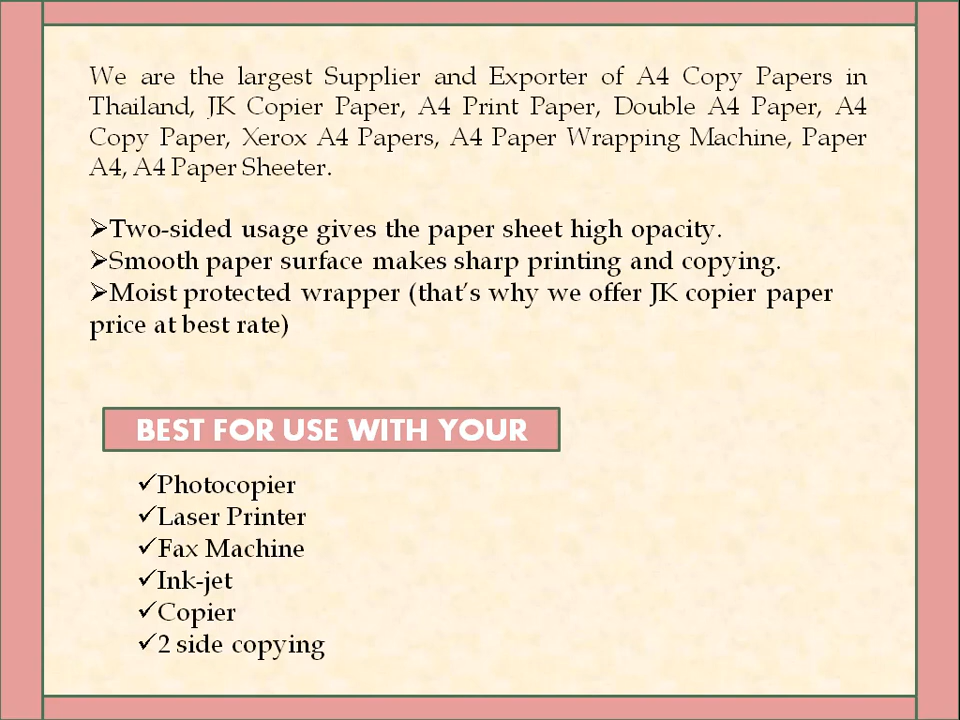 We are the largest Supplier and Exporter of A4 Copy Papers in
Thailand, JK Copier Paper, A4 Print Paper, Double A4 Paper, A4
Copy Paper, Xerox A4 Papers, A4 Paper Wrapping Machine, Paper
A4, A4 Paper Sheeter.
➢Two-sided usage gives the paper sheet high opacity.
➢Smooth paper surface makes sharp printing and copying.
➢Moist protected wrapper (that's why we offer JK copier paper
price at best rate)
BEST FOR USE WITH YOUR
✓Photocopier
✓Laser Printer
✓Fax Machine
✓Ink-jet
✓Copier
✓2 side copying